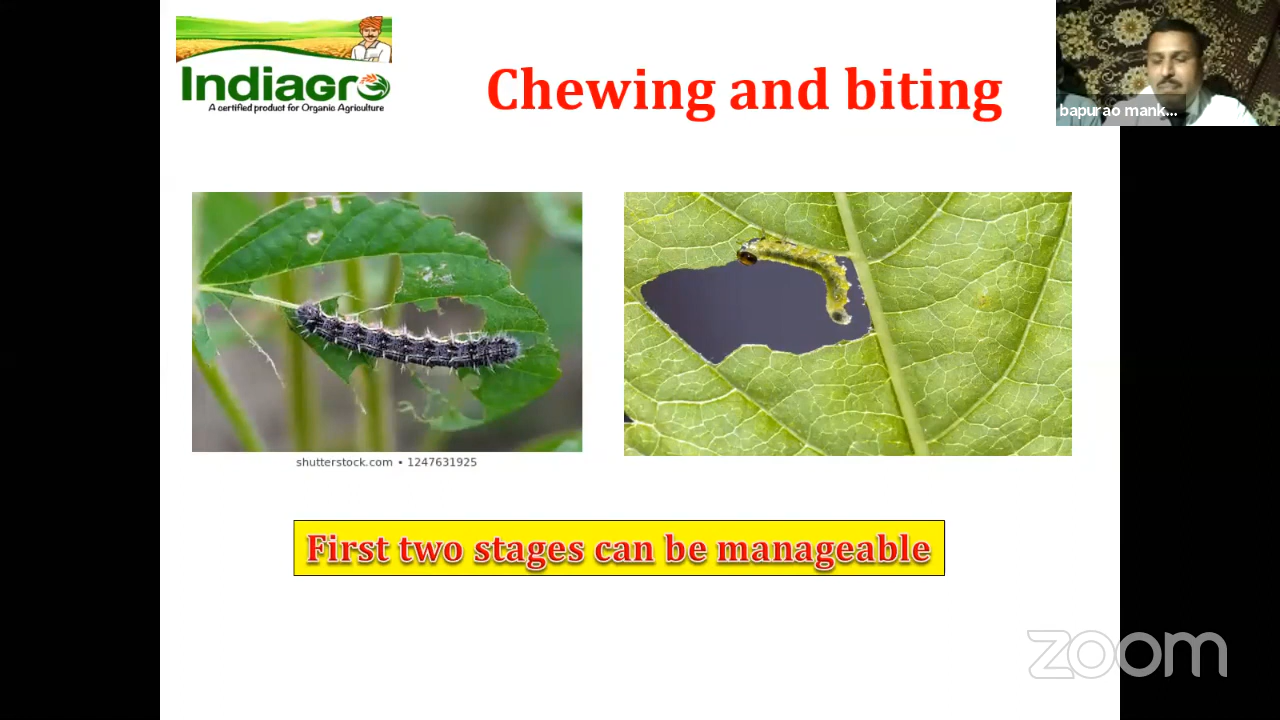 Indiagro
A certified product for Organic Agriculture
Chewing and biting
bapurao mank...
shutterstock.com • 1247631925
First two stages can be manageable
zoom